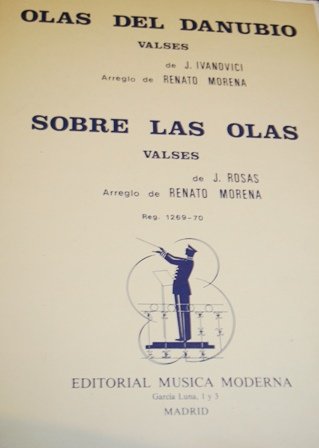 OLAS DEL DANUBIO
VALSES
de J. IVANOVICI
Arreglo de RENATO MORENA
SOBRE LAS OLAS
VALSES
de J. ROSAS
Arreglo de RENATO MORENA
Reg. 1269-70
EDITORIAL MUSICA MODERNA
García Luna, 1 y 3
MADRID